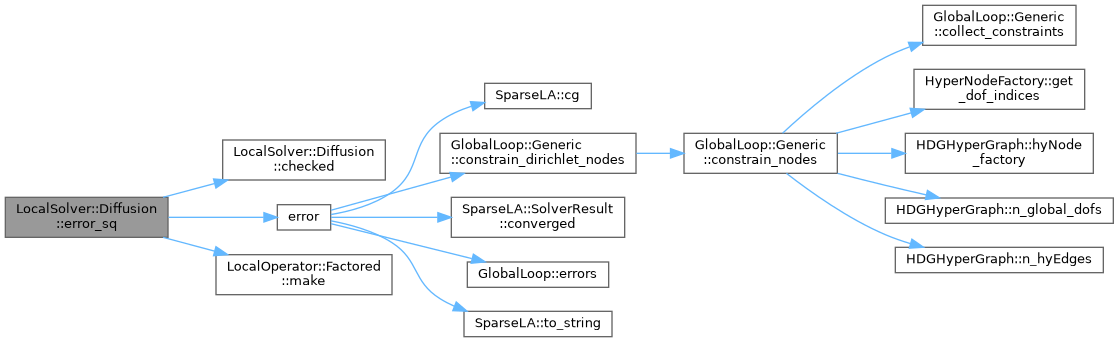 LocalSolver::Diffusion
::error_sq
LocalSolver::Diffusion
::checked
error
LocalOperator::Factored
::make
SparseLA::cg
GlobalLoop::Generic
::constrain_dirichlet_nodes
SparseLA::SolverResult
::converged
GlobalLoop::errors
SparseLA::to_string
GlobalLoop::Generic
::constrain_nodes
GlobalLoop::Generic
::collect_constraints
HyperNodeFactory::get
_dof_indices
HDGHyperGraph::hyNode
_factory
HDGHyperGraph::n_global_dofs
HDGHyperGraph::n_hyEdges